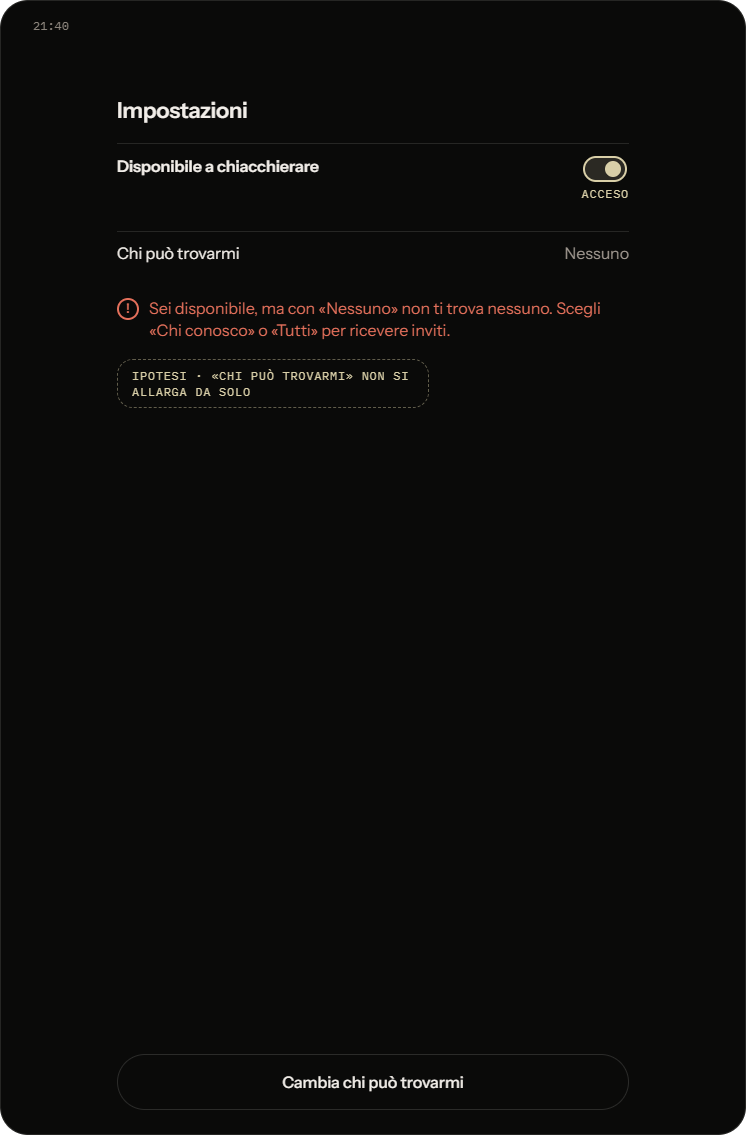 21:40
Impostazioni
Disponibile a chiacchierare
ACCESO
Chi può trovarmi
Nessuno
! Sei disponibile, ma con «Nessuno» non ti trova nessuno. Scegli
«Chi conosco» o «Tutti» per ricevere inviti.
IPOTESI · «CHI PUÒ TROVARMI» NON SI
ALLARGA DA SOLO
Cambia chi può trovarmi